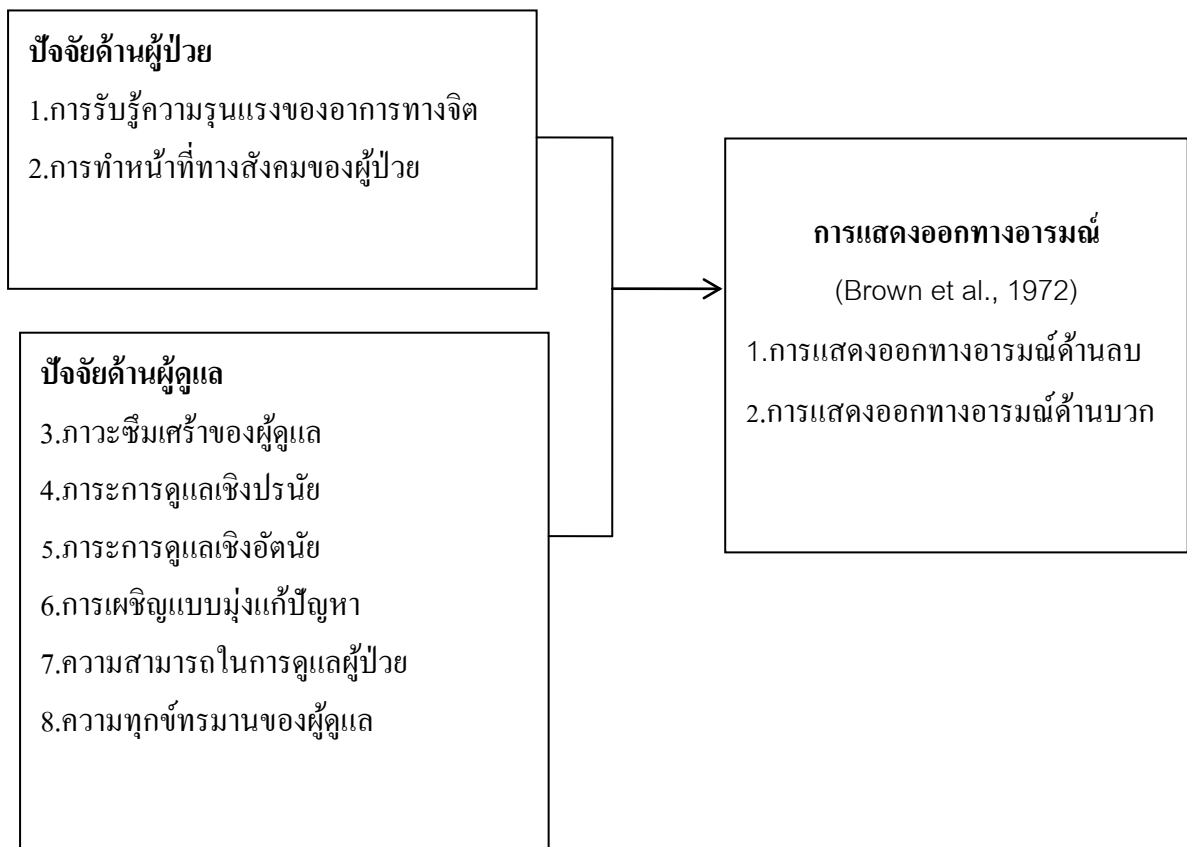 ปัจจัยด้านผู้ป่วย
1.การรับรู้ความรุนแรงของอาการทางจิต
2.การทำหน้าที่ทางสังคมของผู้ป่วย
ปัจจัยด้านผู้ดูแล
3.ภาวะซึมเศร้าของผู้ดูแล
4.ภาระการดูแลเชิงปรนัย
5.ภาระการดูแลเชิงอัตนัย
6.การเผชิญแบบมุ่งแก้ปัญหา
7.ความสามารถในการดูแลผู้ป่วย
8.ความทุกข์ทรมานของผู้ดูแล
การแสดงออกทางอารมณ์
(Brown et al., 1972)
1.การแสดงออกทางอารมณ์ด้านลบ
2.การแสดงออกทางอารมณ์ด้านบวก